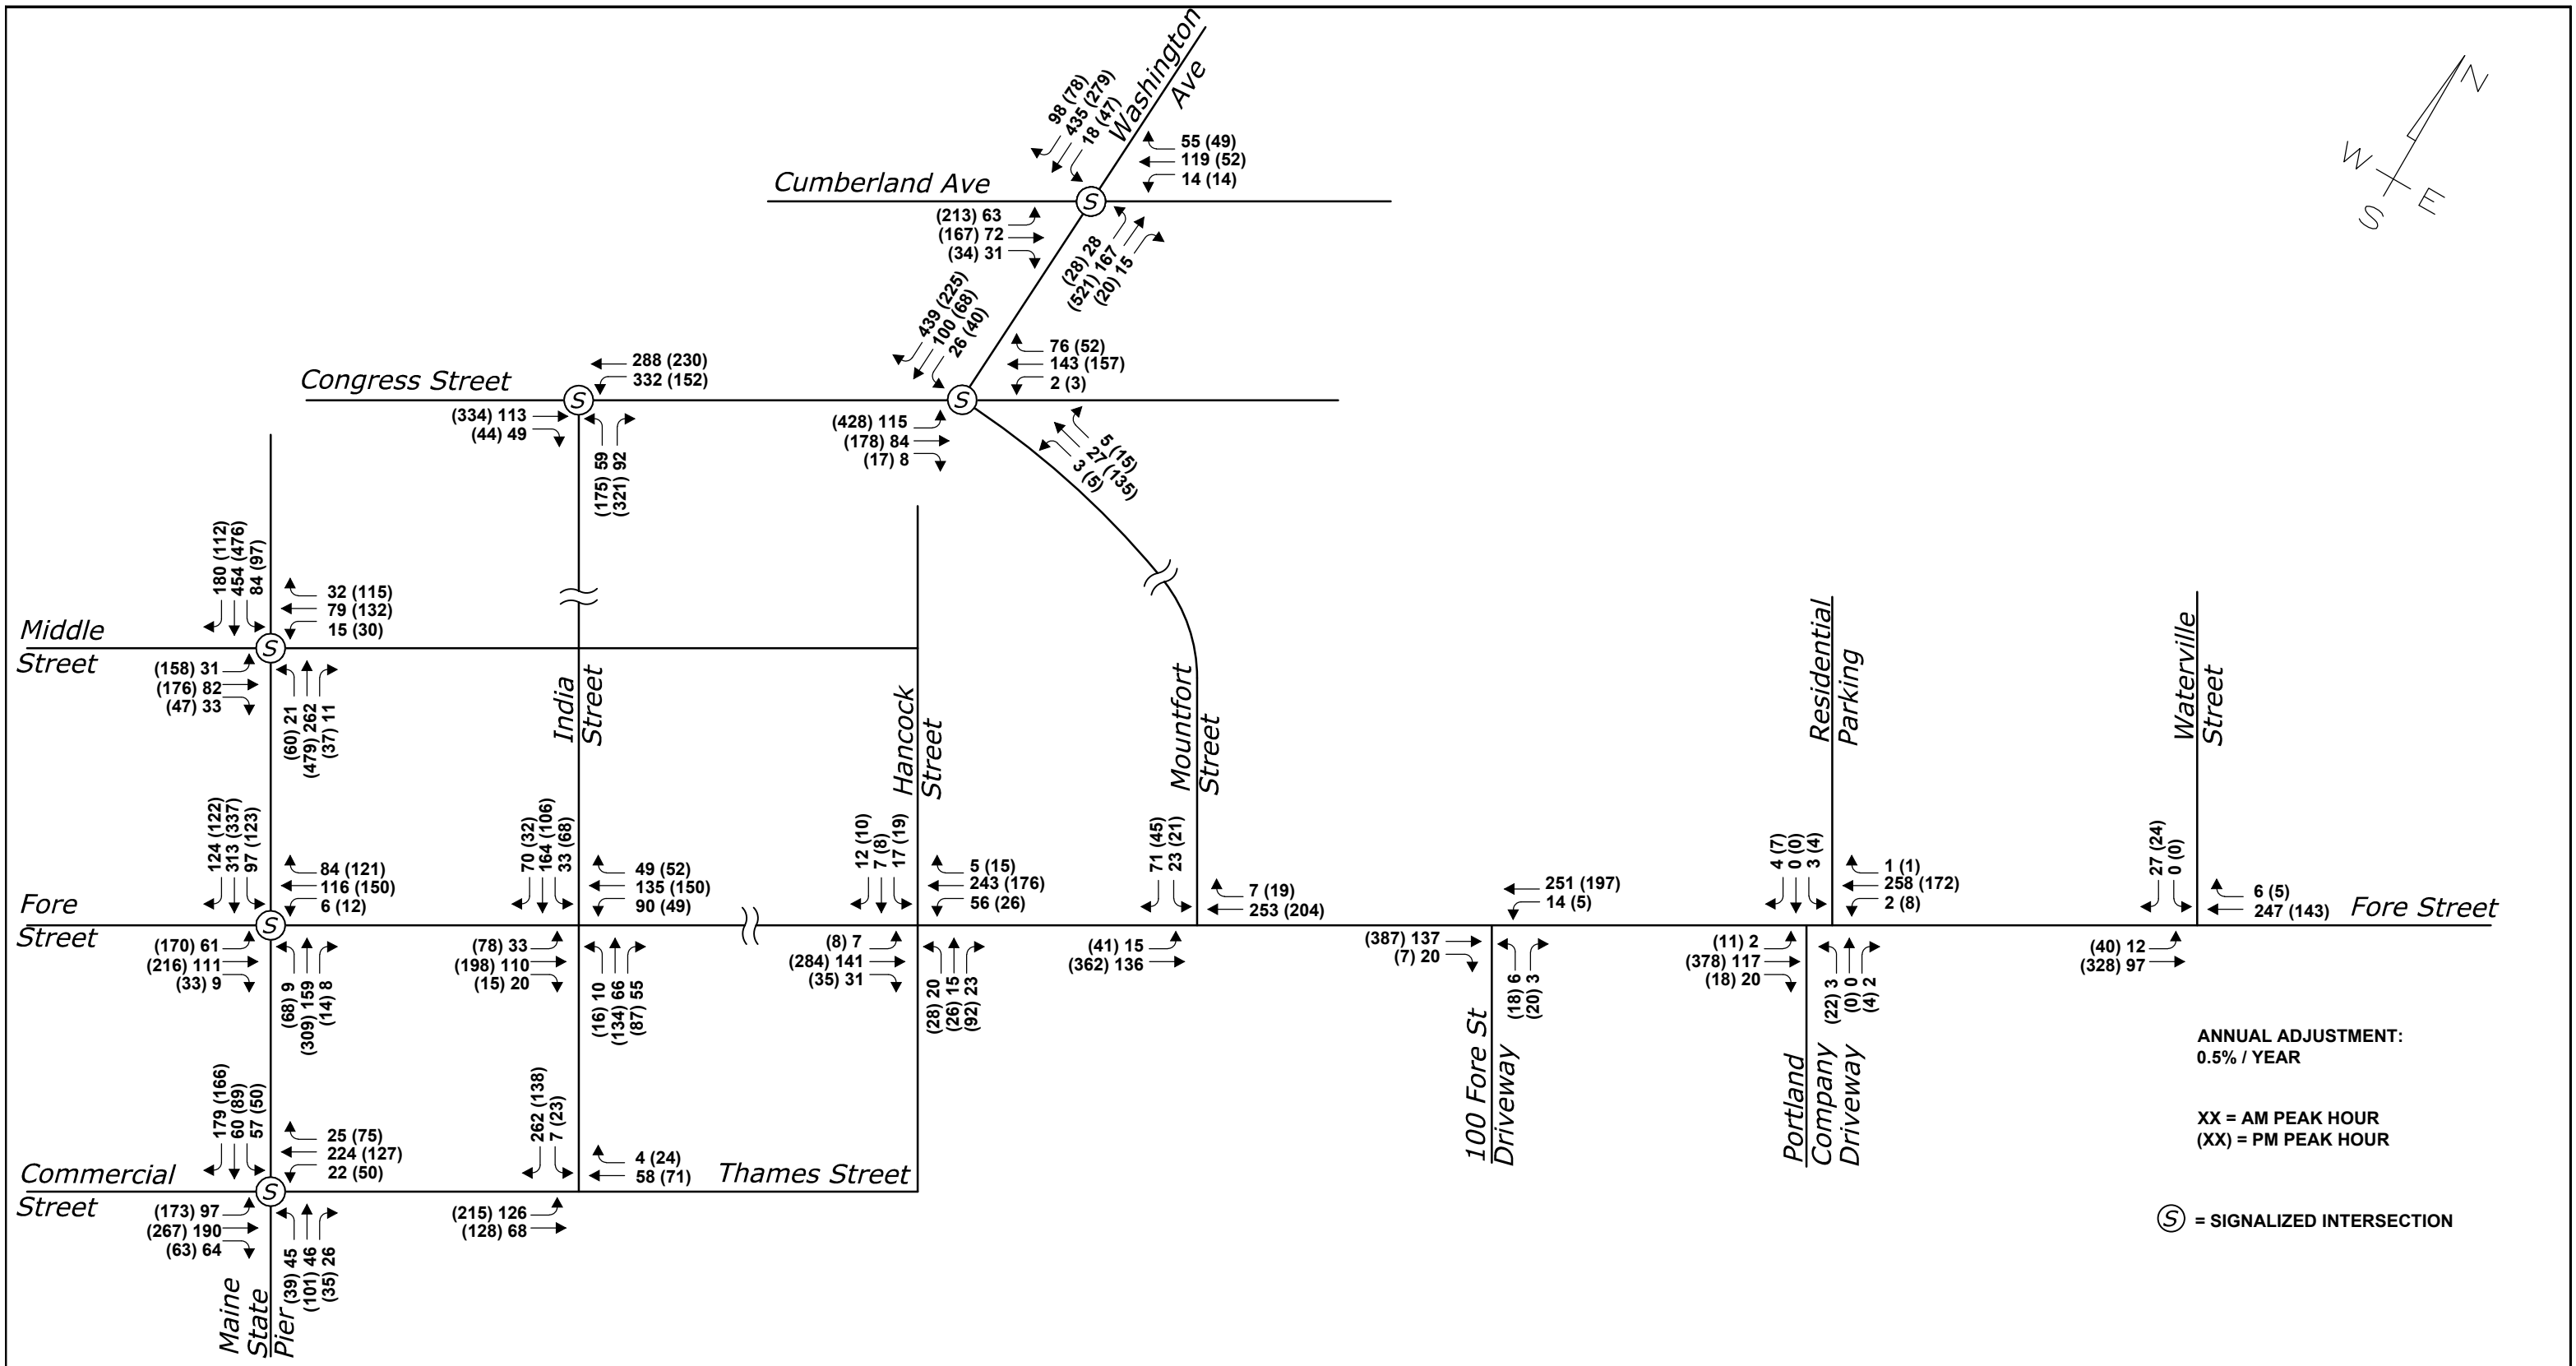 Washington
Ave
98 (78)
435 (279)
18 (47)
55 (49)
119 (52)
14 (14)
N
W
E
S
Cumberland Ave
S
(213) 63
(167) 72
(34) 31
(28) 28
(521) 167
(20) 15
439 (225)
100 (68)
26 (40)
76 (52)
143 (157)
2 (3)
288 (230)
332 (152)
Congress Street
S
S
(334) 113
(44) 49
(175) 59
(321) 92
(428) 115
(178) 84
(17) 8
5 (15)
27 (135)
3 (5)
180 (112)
454 (476)
84 (97)
32 (115)
79 (132)
15 (30)
Middle
Street
S
(158) 31
(176) 82
(47) 33
(60) 21
(479) 262
(37) 11
India
Street
Hancock
Street
Mountfort
Street
Residential
Parking
Waterville
Street
124 (122)
313 (337)
97 (123)
84 (121)
116 (150)
6 (12)
70 (32)
164 (106)
33 (68)
49 (52)
135 (150)
90 (49)
12 (10)
7 (8)
17 (19)
5 (15)
243 (176)
56 (26)
71 (45)
23 (21)
7 (19)
253 (204)
251 (197)
14 (5)
4 (7)
0 (0)
3 (4)
1 (1)
258 (172)
2 (8)
27 (24)
0 (0)
6 (5)
247 (143)
Fore Street
Fore
Street
S
(170) 61
(216) 111
(33) 9
(68) 9
(309) 159
(14) 8
(78) 33
(198) 110
(15) 20
(16) 10
(134) 66
(87) 55
(8) 7
(284) 141
(35) 31
(28) 20
(26) 15
(92) 23
(41) 15
(362) 136
(387) 137
(7) 20
(18) 6
(20) 3
(11) 2
(378) 117
(18) 20
(22) 3
(0) 0
(4) 2
(40) 12
(328) 97
100 Fore St
Driveway
Portland
Company
Driveway
ANNUAL ADJUSTMENT:
0.5% / YEAR
XX = AM PEAK HOUR
(XX) = PM PEAK HOUR
S = SIGNALIZED INTERSECTION
179 (166)
60 (89)
57 (50)
25 (75)
224 (127)
22 (50)
262 (138)
7 (23)
4 (24)
58 (71)
Thames Street
Commercial
Street
S
(173) 97
(267) 190
(63) 64
(39) 45
(101) 46
(35) 26
(215) 126
(128) 68
Maine
State
Pier